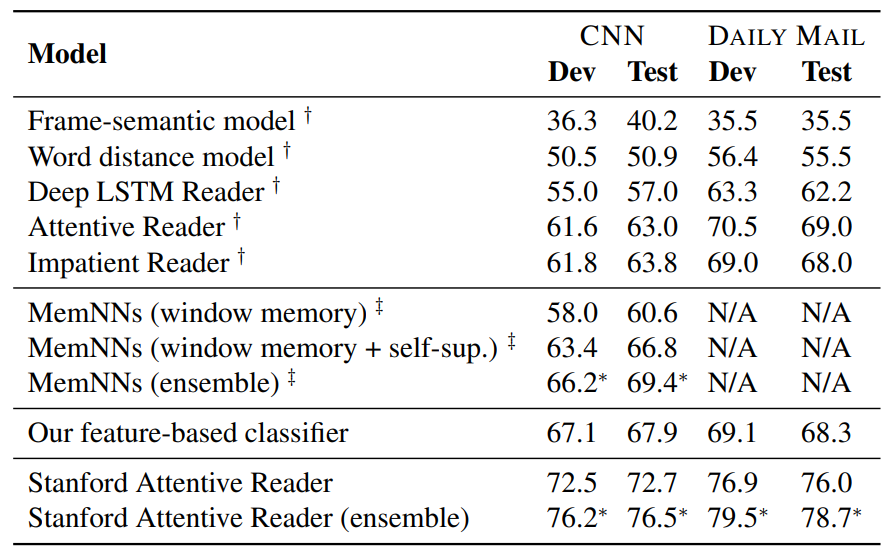 Model CNN DAILY MAIL
Dev Test Dev Test
Frame-semantic model † 36.3 40.2 35.5 35.5
Word distance model † 50.5 50.9 56.4 55.5
Deep LSTM Reader † 55.0 57.0 63.3 62.2
Attentive Reader † 61.6 63.0 70.5 69.0
Impatient Reader † 61.8 63.8 69.0 68.0
MemNNs (window memory) ‡ 58.0 60.6 N/A N/A
MemNNs (window memory + self-sup.) ‡ 63.4 66.8 N/A N/A
MemNNs (ensemble) ‡ 66.2* 69.4* N/A N/A
Our feature-based classifier 67.1 67.9 69.1 68.3
Stanford Attentive Reader 72.5 72.7 76.9 76.0
Stanford Attentive Reader (ensemble) 76.2* 76.5* 79.5* 78.7*